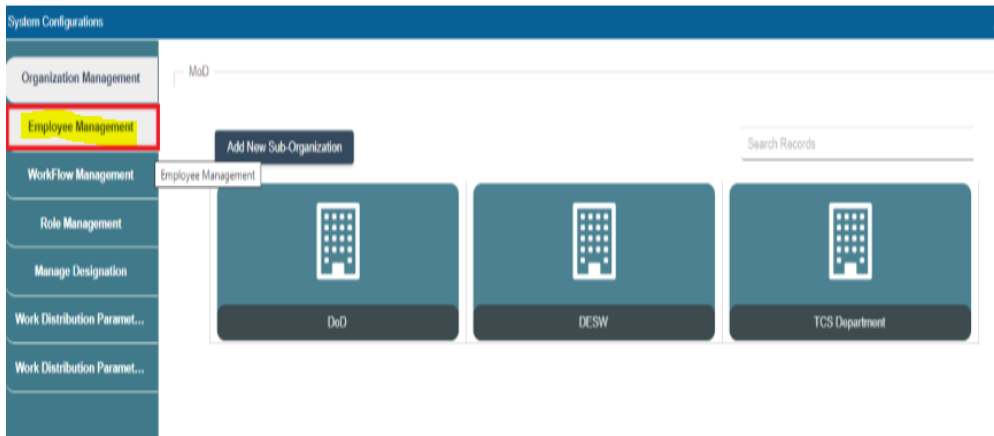 System Configurations
Organization Management
MoD
Employee Management
Add New Sub-Organization
Search Records
WorkFlow Management
Employee Management
Role Management
Manage Designation
Work Distribution Paramet...
DoD
DESW
TCS Department
Work Distribution Paramet...